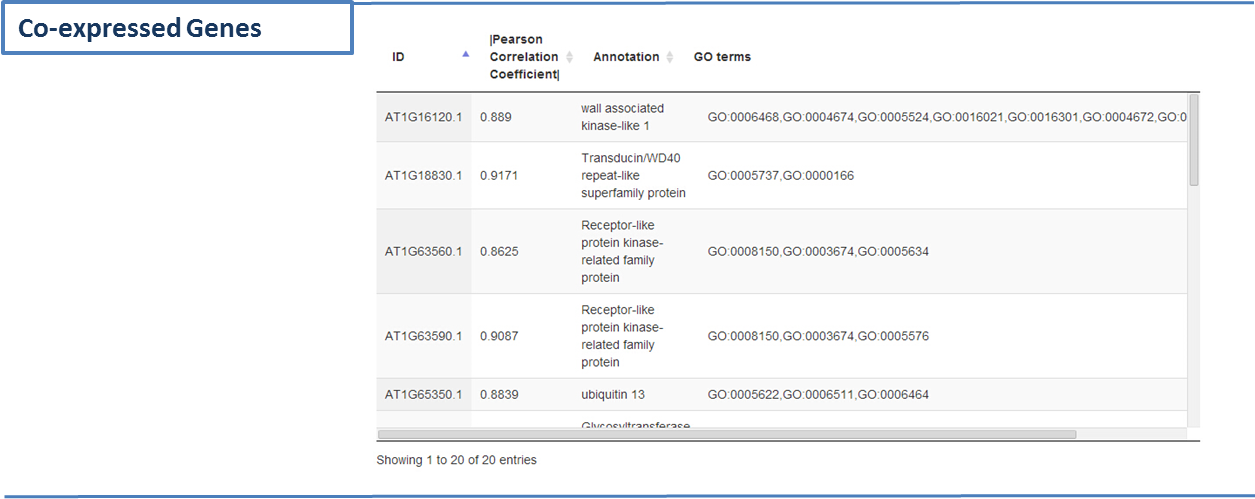 Co-expressed Genes
|Pearson
ID Correlation Annotation GO terms
Coefficient|
wall associated
AT1G16120.1 0.889 GO:0006468,GO:0004674,GO:0005524,GO:0016021,GO:0016301,GO:0004672,GO:0
kinase-like 1
Transducin/WD40
AT1G18830.1 0.9171 repeat-like GO:0005737,GO:0000166
superfamily protein
Receptor-like
protein kinase-
AT1G63560.1 0.8625 GO:0008150,GO:0003674,GO:0005634
related family
protein
Receptor-like
protein kinase-
AT1G63590.1 0.9087 GO:0008150,GO:0003674,GO:0005576
related family
protein
AT1G65350.1 0.8839 ubiquitin 13 GO:0005622,GO:0006511,GO:0006464
Glycosyltransferase
Showing 1 to 20 of 20 entries